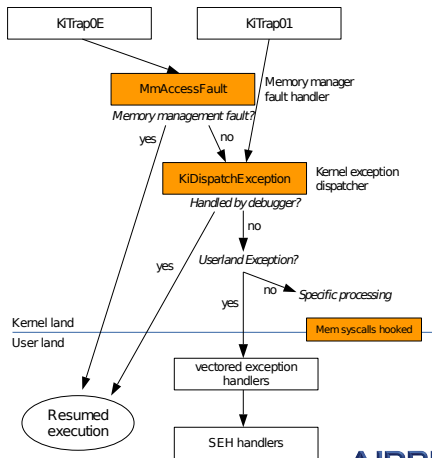 KiTrap0E
KiTrap01
MmAccessFault
Memory manager
fault handler
Memory management fault?
yes
no
KiDispatchException
Kernel exception
dispatcher
Handled by debugger?
no
yes
Userland Exception?
no
Specific processing
yes
Kernel land
Mem syscalls hooked
User land
vectored exception
handlers
Resumed
execution
SEH handlers